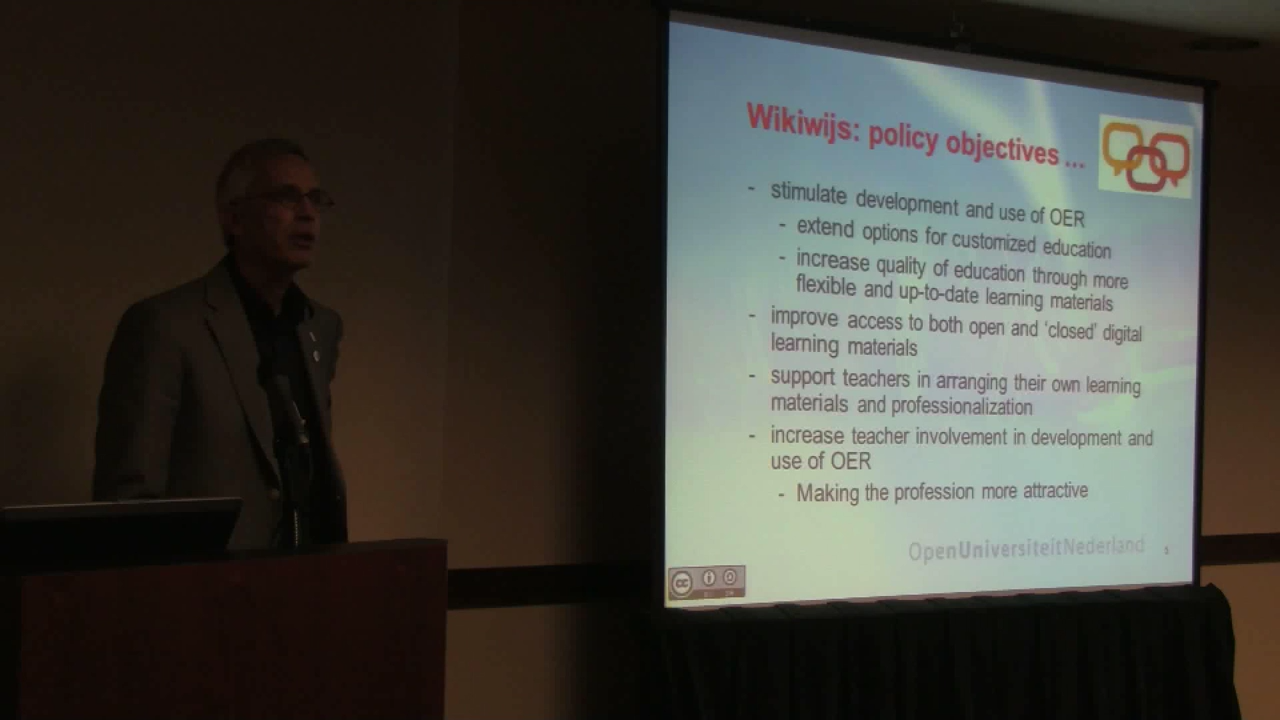 Wikiwijs: policy objectives ...
- stimulate development and use of OER
- extend options for customized education
- increase quality of education through more
flexible and up-to-date learning materials
- improve access to both open and ‘closed’ digital
learning materials
- support teachers in arranging their own learning
materials and professionalization
- increase teacher involvement in development and
use of OER
- Making the profession more attractive
OpenUniversiteitNederland
cc